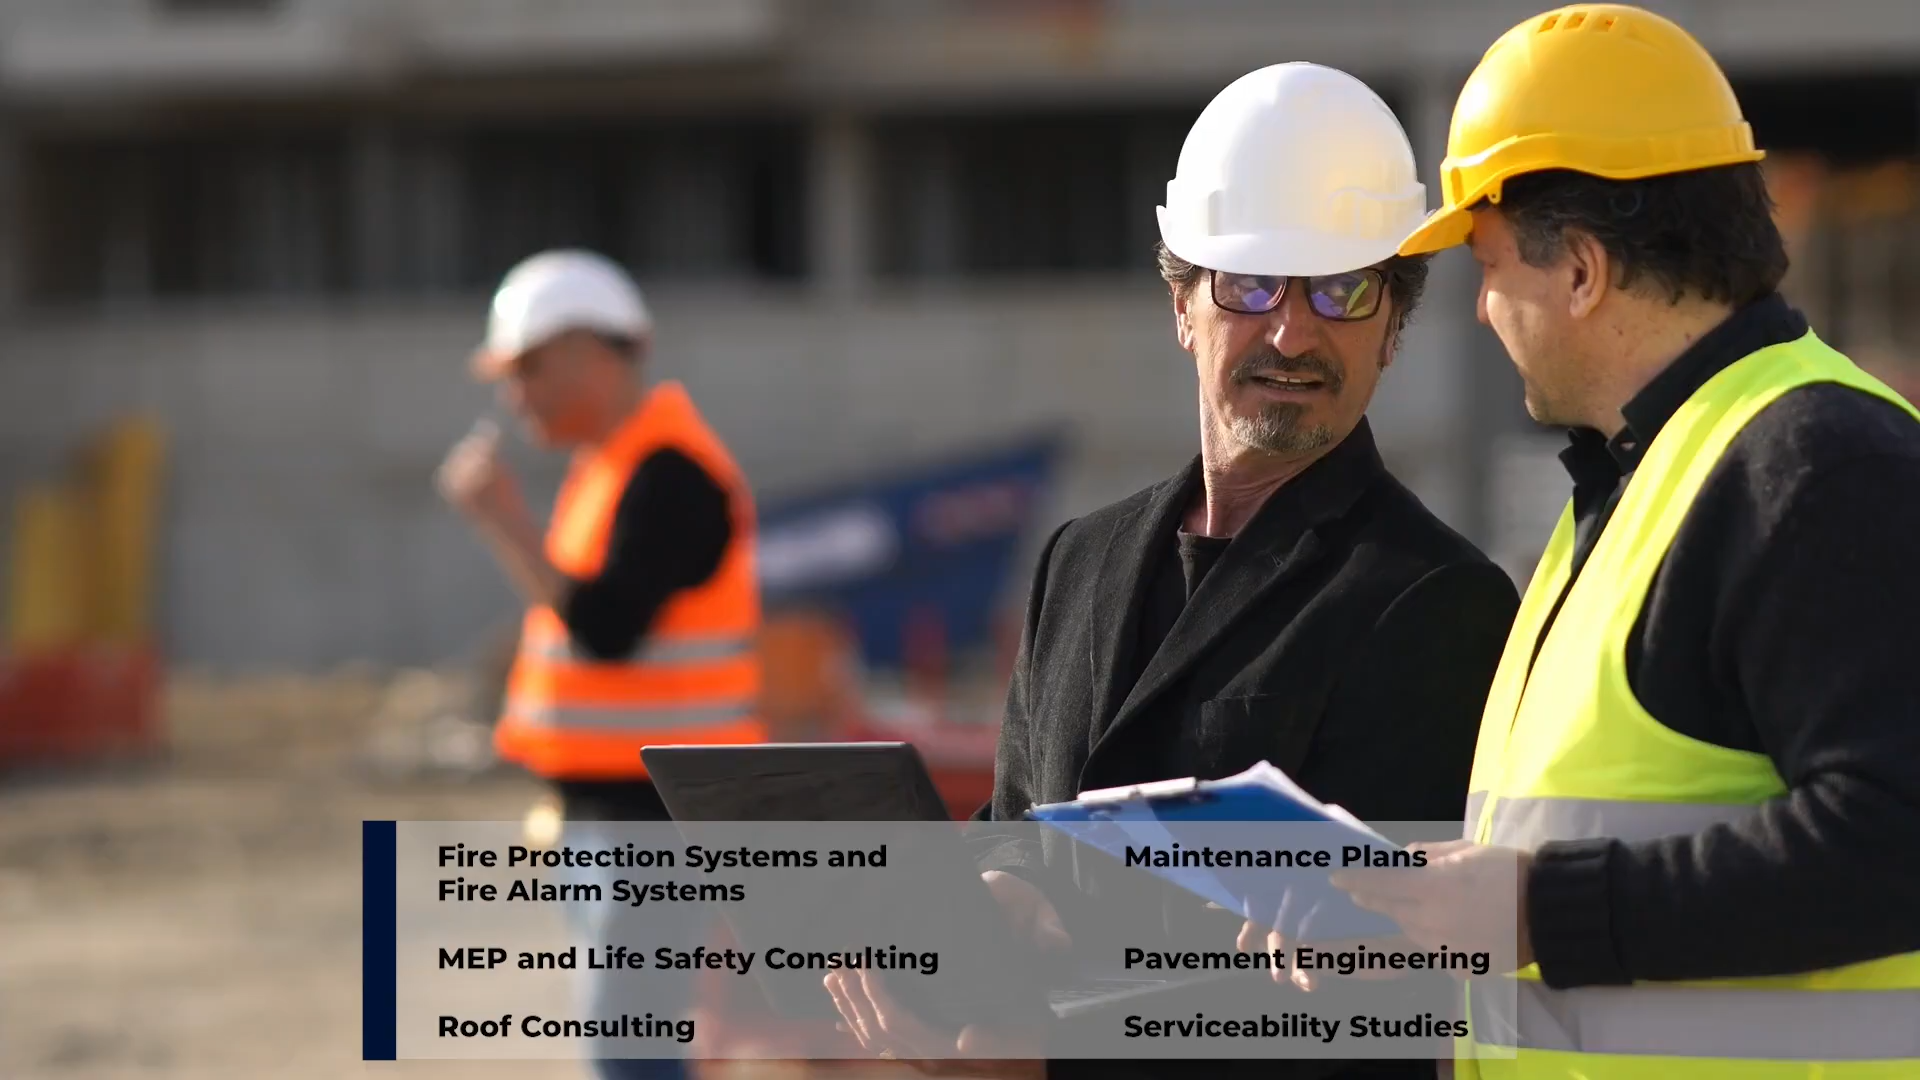 Fire Protection Systems and
Fire Alarm Systems
MEP and Life Safety Consulting
Roof Consulting
Maintenance Plans
Pavement Engineering
Serviceability Studies